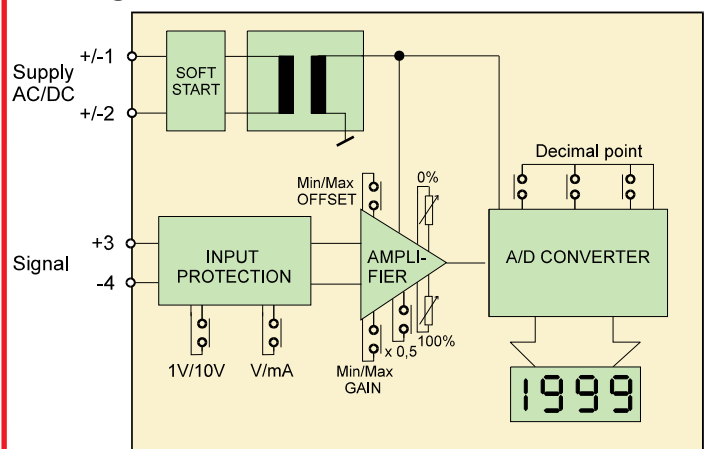 +/-1
Supply
AC/DC
+/-2
SOFT
START
Decimal point
Min/Max
OFFSET
0%
Signal
+3
-4
INPUT
PROTECTION
AMPLI-
FIER
A/D CONVERTER
1V/10V
V/mA
Min/Max
GAIN
x 0,5
100%
1999